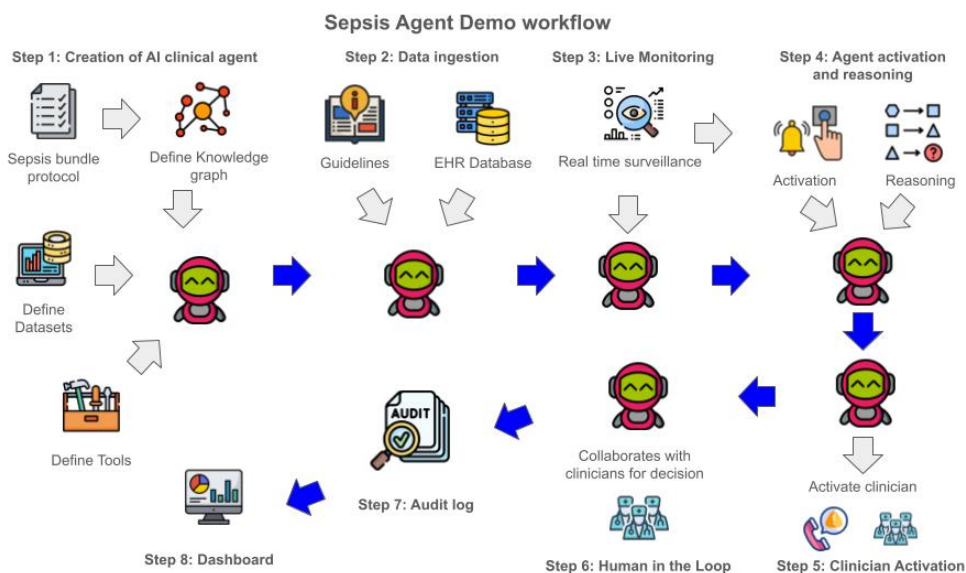 Sepsis Agent Demo workflow
Step 1: Creation of AI clinical agent
Sepsis bundle
protocol
Define Knowledge
graph
Define
Datasets
Define Tools
Step 2: Data ingestion
Guidelines
EHR Database
Step 3: Live Monitoring
Real time surveillance
Step 4: Agent activation
and reasoning
Activation
Reasoning
?
Activate clinician
Step 5: Clinician Activation
Collaborates with
clinicians for decision
Step 6: Human in the Loop
AUDIT
Step 7: Audit log
Step 8: Dashboard